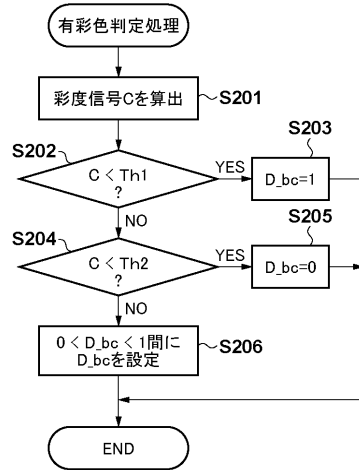 有彩色判定処理
彩度信号Cを算出
S201
S202
C < Th1
?
YES
S203
D_bc=1
NO
S204
C < Th2
?
YES
S205
D_bc=0
NO
0 < D_bc < 1間に
D_bcを設定
S206
END